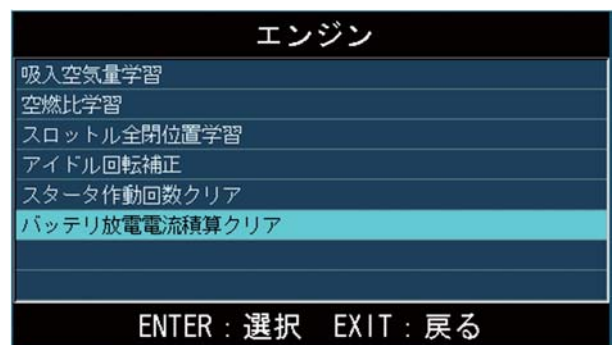 エンジン
吸入空気量学習
空燃比学習
スロットル全閉位置学習
アイドル回転補正
スタータ作動回数クリア
バッテリ放電電流積算クリア
ENTER：選択　EXIT：戻る